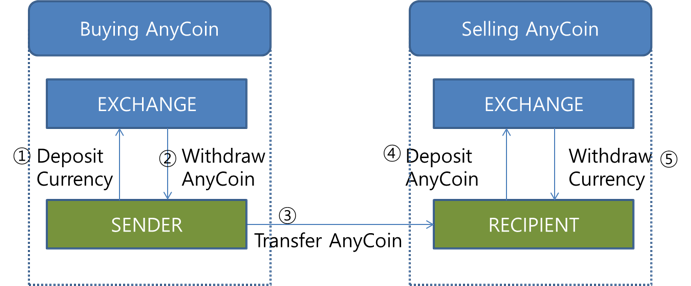 Buying AnyCoin
Selling AnyCoin
EXCHANGE
EXCHANGE
① Deposit
Currency
② Withdraw
AnyCoin
④ Deposit
AnyCoin
Withdraw ⑤
Currency
SENDER
③
Transfer AnyCoin
RECIPIENT